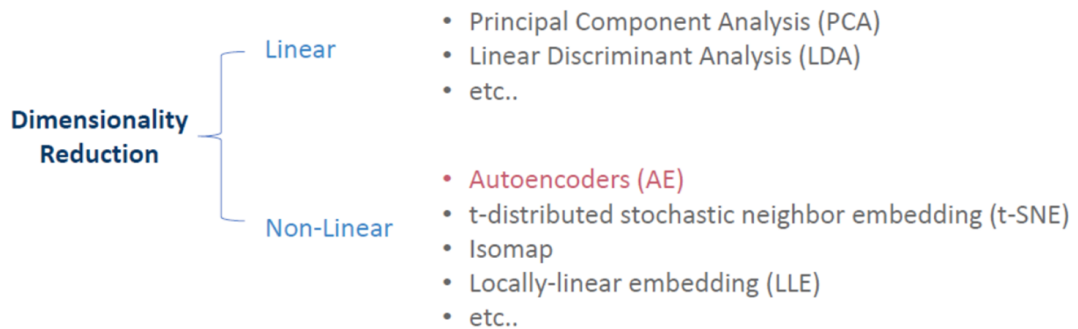 Dimensionality
Reduction
Linear
• Principal Component Analysis (PCA)
• Linear Discriminant Analysis (LDA)
• etc..
Non-Linear
• Autoencoders (AE)
• t-distributed stochastic neighbor embedding (t-SNE)
• Isomap
• Locally-linear embedding (LLE)
• etc..